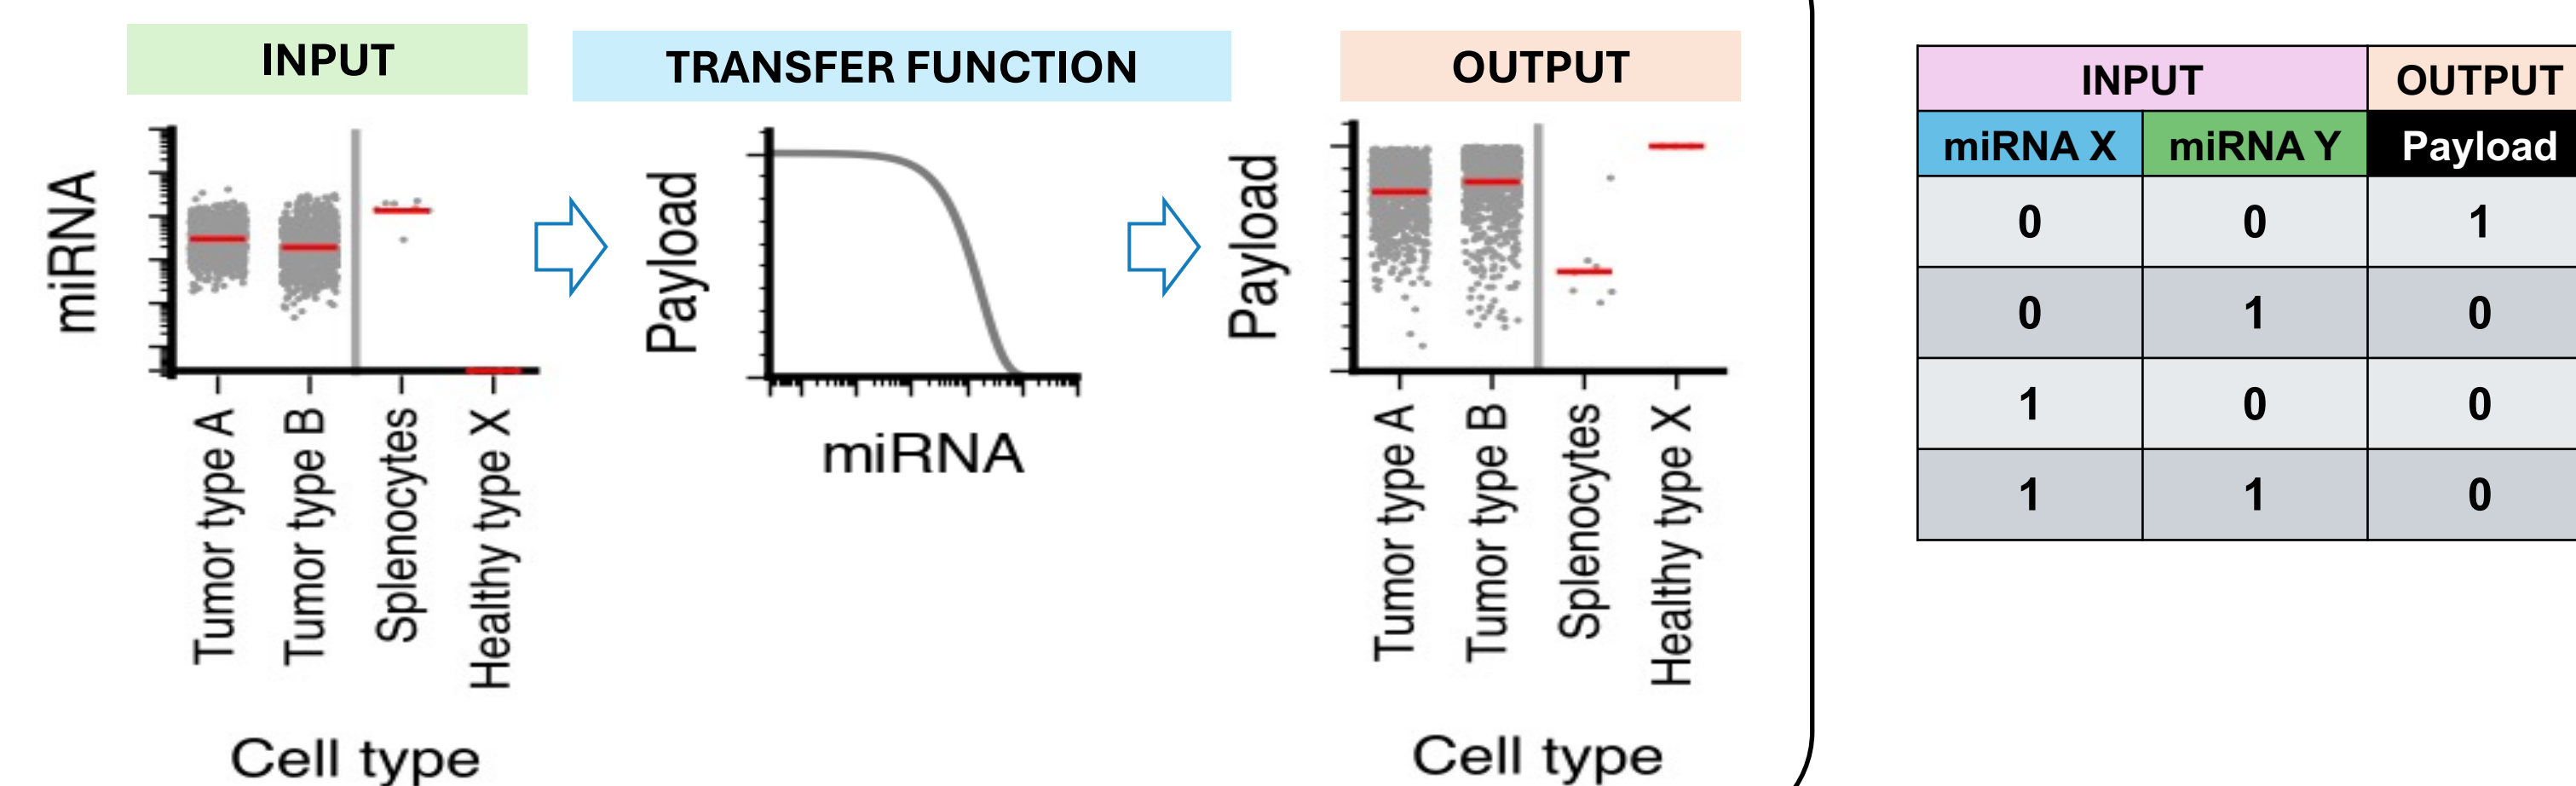 INPUT
TRANSFER FUNCTION
OUTPUT
miRNA
Tumor type A
Tumor type B
Splenocytes
Healthy type X
Cell type
Payload
miRNA
Payload
Tumor type A
Tumor type B
Splenocytes
Healthy type X
Cell type
INPUT OUTPUT
miRNA X miRNA Y Payload
0 0 1
0 1 0
1 0 0
1 1 0